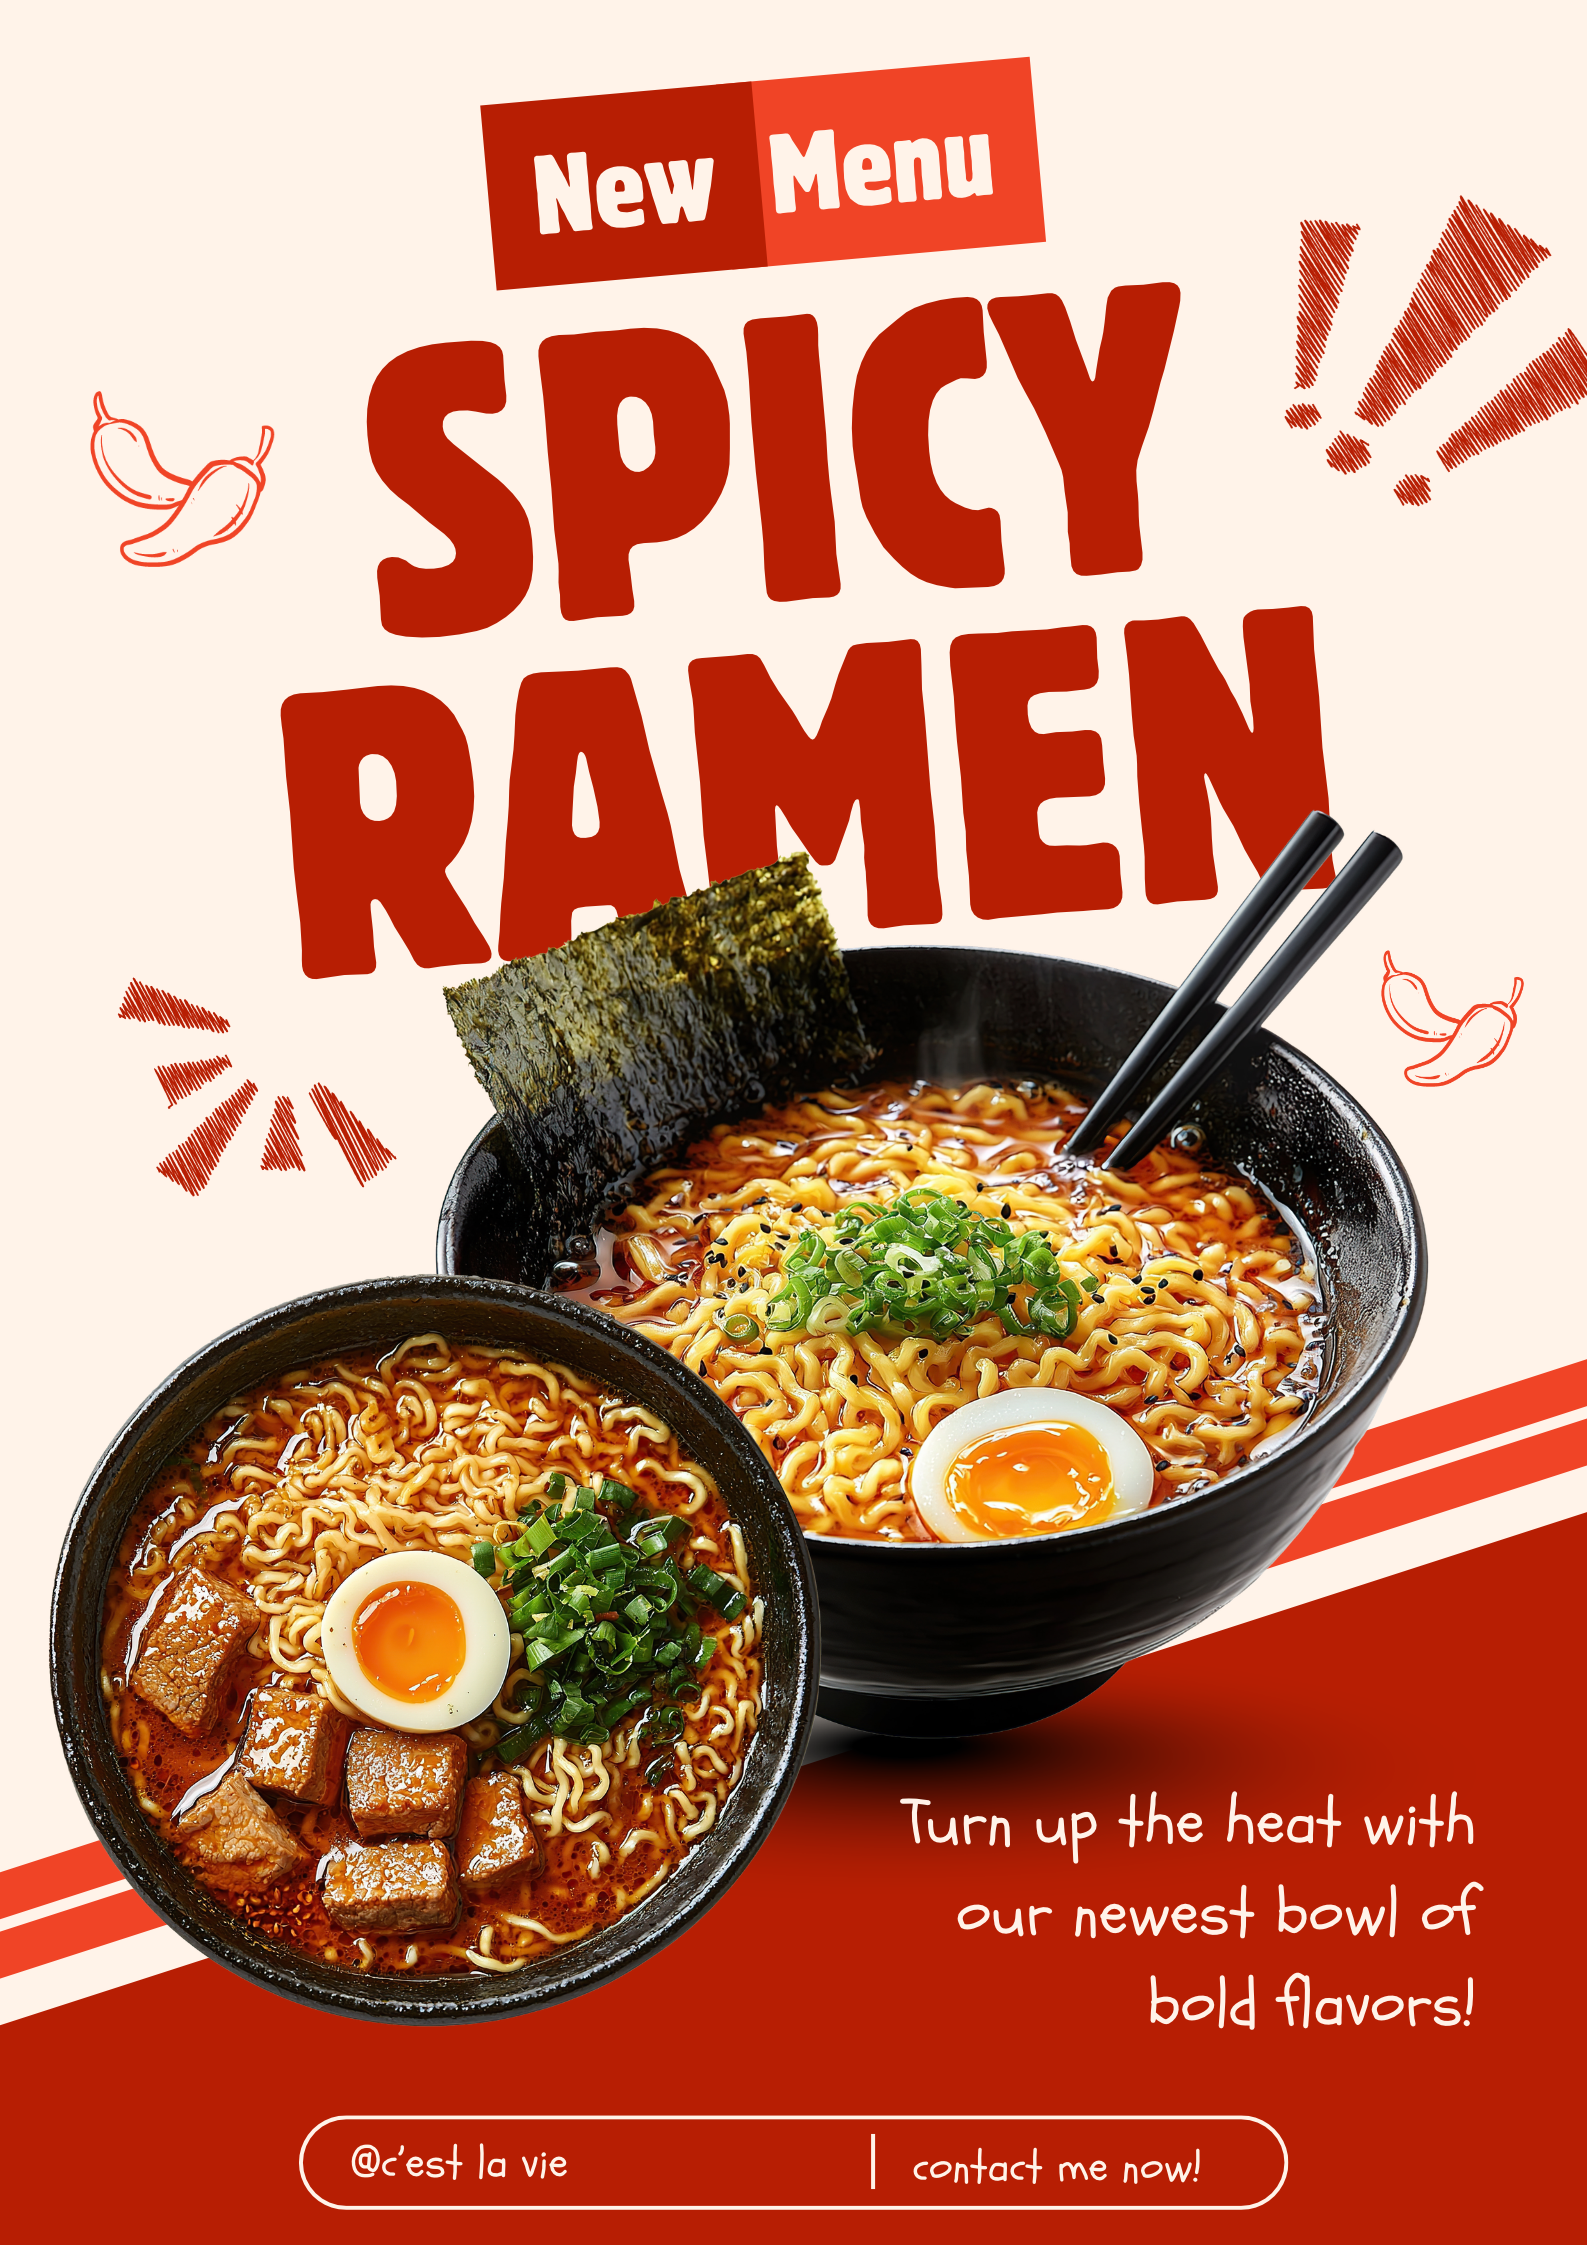 New Menu
SPICY
RAMEN
Turn up the heat with
our newest bowl of
bold flavors!
@c'est la vie | contact me now!